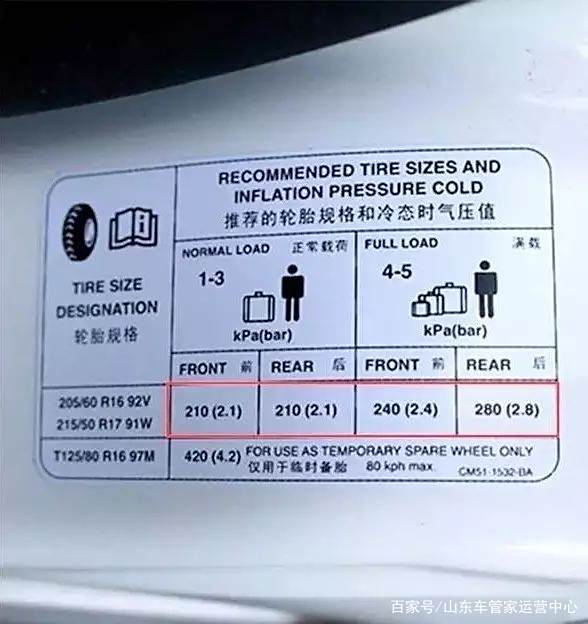 RECOMMENDED TIRE SIZES AND
INFLATION PRESSURE COLD
推荐的轮胎规格和冷态时气压值
TIRE SIZE
DESIGNATION
轮胎规格
NORMAL LOAD 正常载荷
1-3
kPa(bar)
FULL LOAD 满载
4-5
kPa(bar)
FRONT 前 REAR 后 FRONT 前 REAR 后
205/60 R16 92V
215/50 R17 91W
210 (2.1) 210 (2.1) 240 (2.4) 280 (2.8)
T125/80 R16 97M
420 (4.2) FOR USE AS TEMPORARY SPARE WHEEL ONLY
仅用于临时备胎 80 kph max. CM51-1532-BA
百家号/山东车管家运营中心